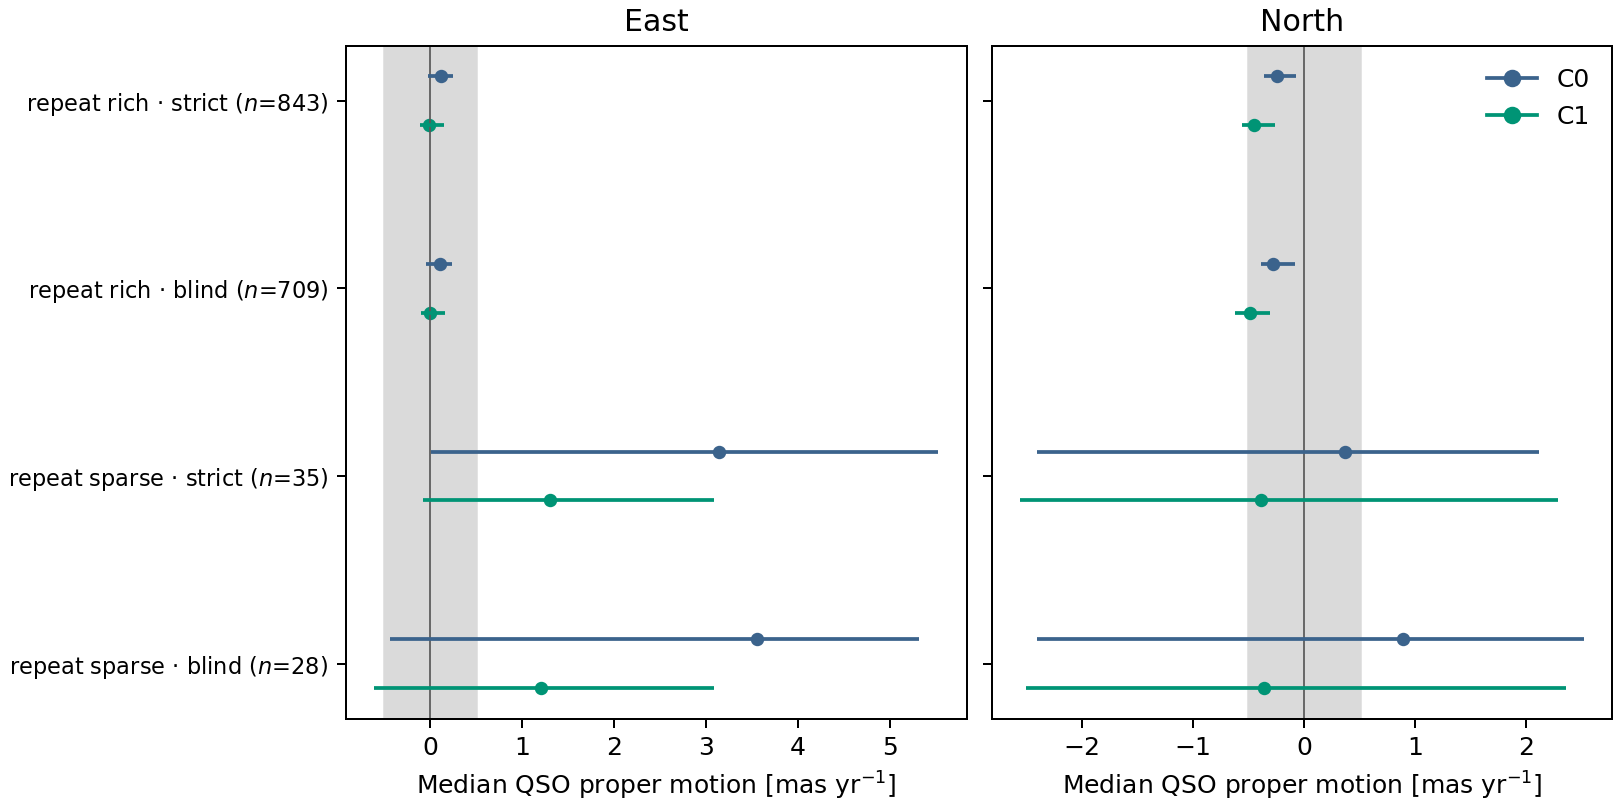 East
North
repeat rich · strict (n=843)
repeat rich · blind (n=709)
repeat sparse · strict (n=35)
repeat sparse · blind (n=28)
C0
C1
0 1 2 3 4 5
−2 −1 0 1 2
Median QSO proper motion [mas yr⁻¹]
Median QSO proper motion [mas yr⁻¹]